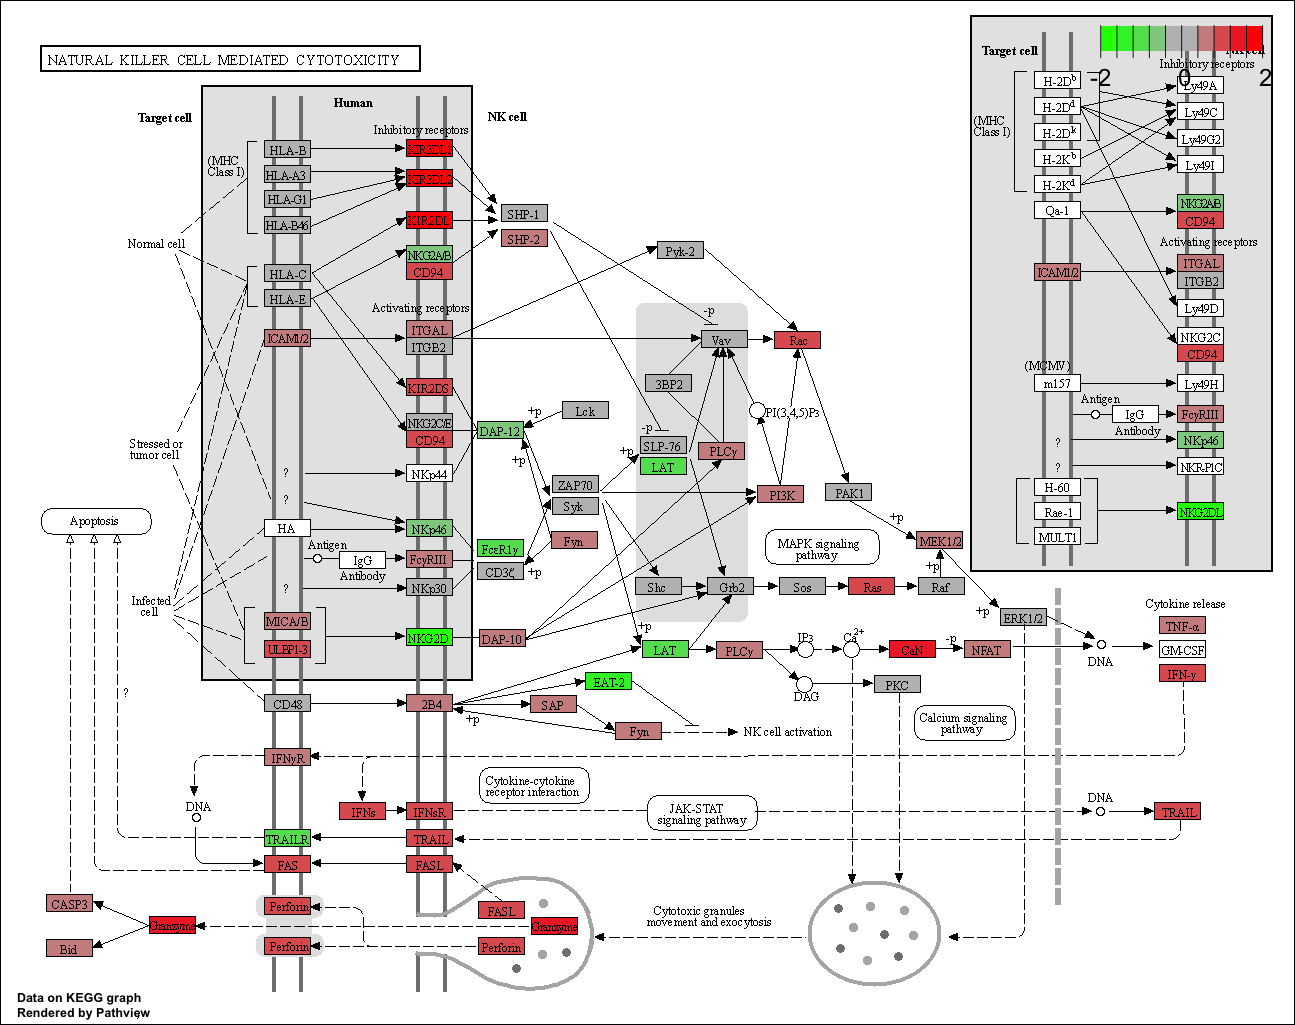 NATURAL KILLER CELL MEDIATED CYTOTOXICITY
Target cell
Human
NK cell
Inhibitory receptors
(MHC
Class I)
HLA-B
HLA-A3
HLA-G1
HLA-B46
HLA-C
HLA-E
ICAM1/2
KIR3DL1
KIR3DL2
KIR2DL
NKG2A/B
CD94
Activating receptors
ITGAL
ITGB2
KIR2DS
NKG2C/E
CD94
NKp44
NKp46
FcγRIII
NKp30
NKG2D
Normal cell
Stressed or
tumor cell
Infected
cell
?
?
HA
Antigen
IgG
Antibody
?
MICA/B
ULBP1-3
CD48
2B4
SHP-1
SHP-2
Pyk-2
-p
Vav
Rac
3BP2
Lck
+p
DAP-12
+p
-p
SLP-76
LAT
+p
PLCγ
PI(3,4,5)P3
PI3K
PAK1
+p
ZAP70
Syk
Fyn
FcεR1γ
CD3ζ
+p
MAPK signaling
pathway
MEK1/2
+p
Shc
Grb2
Sos
Ras
Raf
+p
ERK1/2
DAP-10
+p
LAT
PLCγ
IP3
Ca2+
CaN
-p
NFAT
DNA
DAG
PKC
Cytokine release
TNF-α
GM-CSF
IFN-γ
EAT-2
SAP
+p
Fyn
NK cell activation
Calcium signaling
pathway
Apoptosis
?
IFNγR
DNA
Cytokine-cytokine
receptor interaction
IFNs
IFNsR
JAK-STAT
signaling pathway
DNA
TRAIL
TRAILR
TRAIL
FAS
FASL
CASP3
Bid
Granzyme
Perforin
Perforin
FASL
Granzyme
Perforin
Cytotoxic granules
movement and exocytosis
Target cell
Inhibitory receptors
-2
0
2
(MHC
Class I)
H-2Db
H-2Dd
H-2Dk
H-2Kb
H-2Kd
Qa-1
ICAM1/2
Ly49A
Ly49C
Ly49G2
Ly49I
NKG2A/B
CD94
Activating receptors
ITGAL
ITGB2
Ly49D
NKG2C
CD94
(MCMV)
m157
Ly49H
Antigen
IgG
Antibody
FcγRIII
?
NKp46
?
NKR-P1C
H-60
Rae-1
MULT1
NKG2DL
Data on KEGG graph
Rendered by Pathview